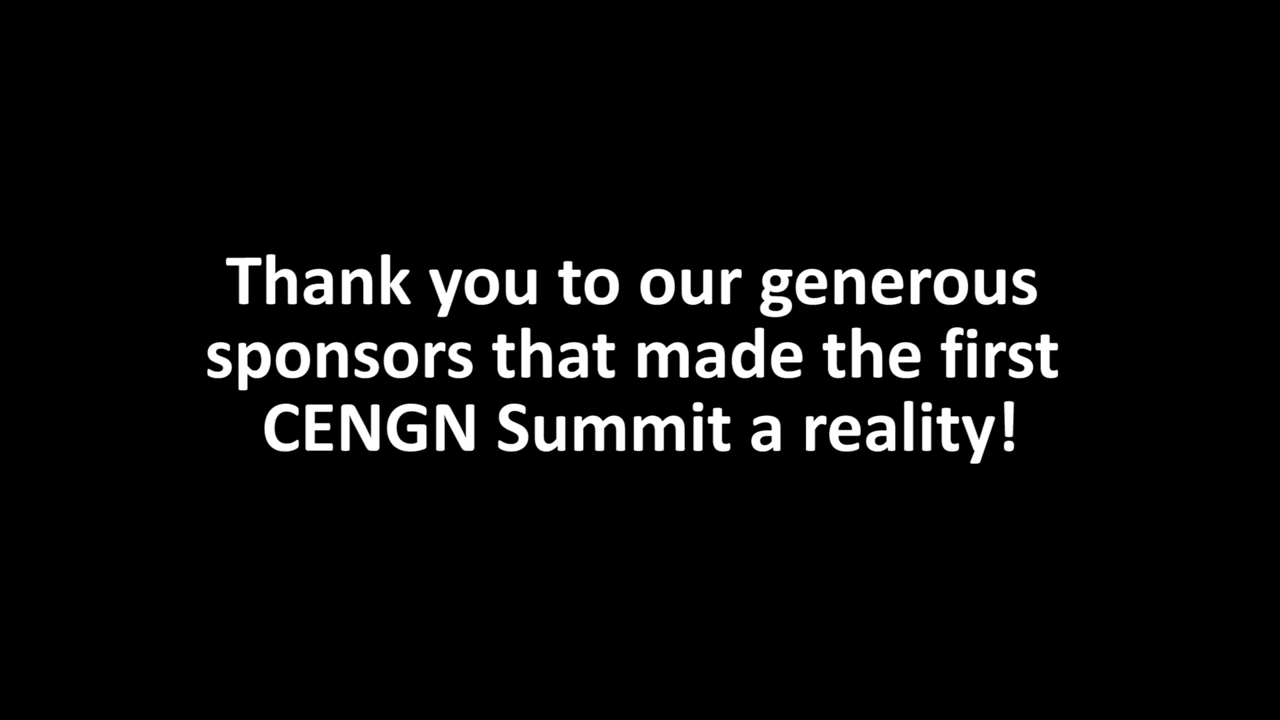 Thank you to our generous
sponsors that made the first
CENGN Summit a reality!